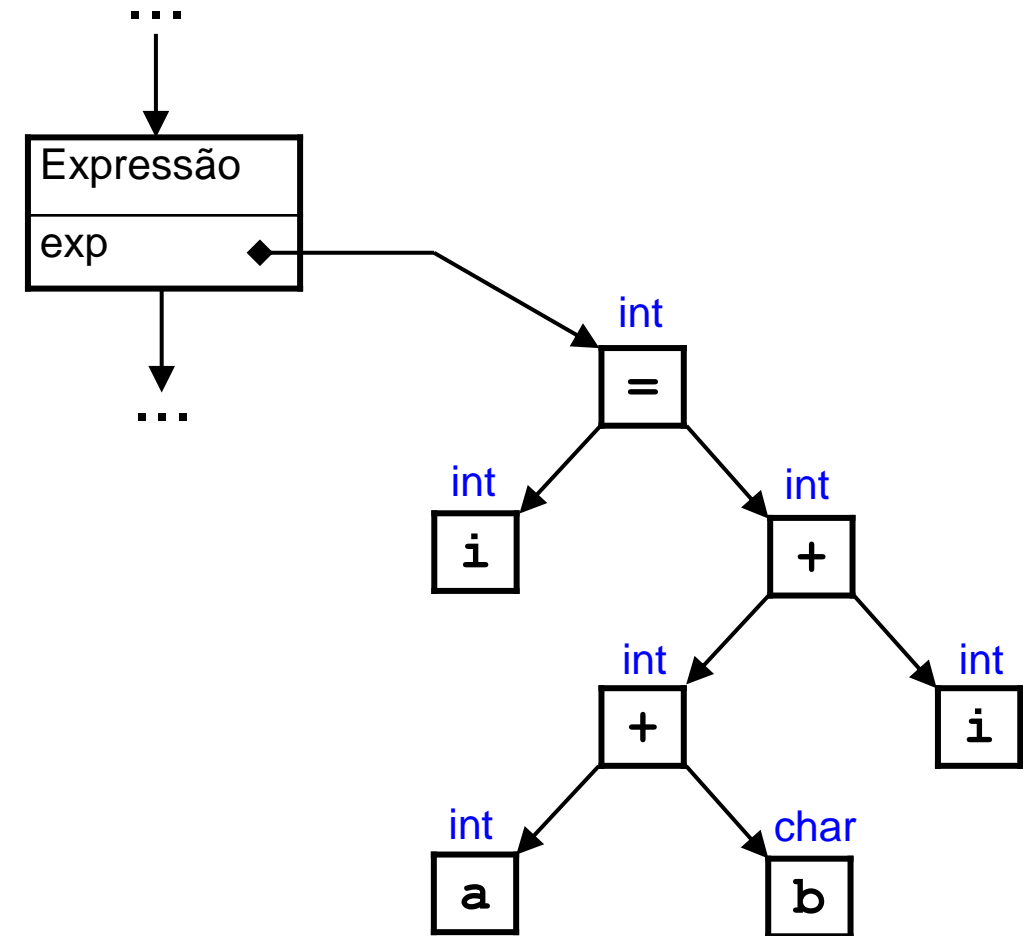 ...
Expressão
exp
int
=
...
int
int
i
+
int
int
+
i
int
char
a
b